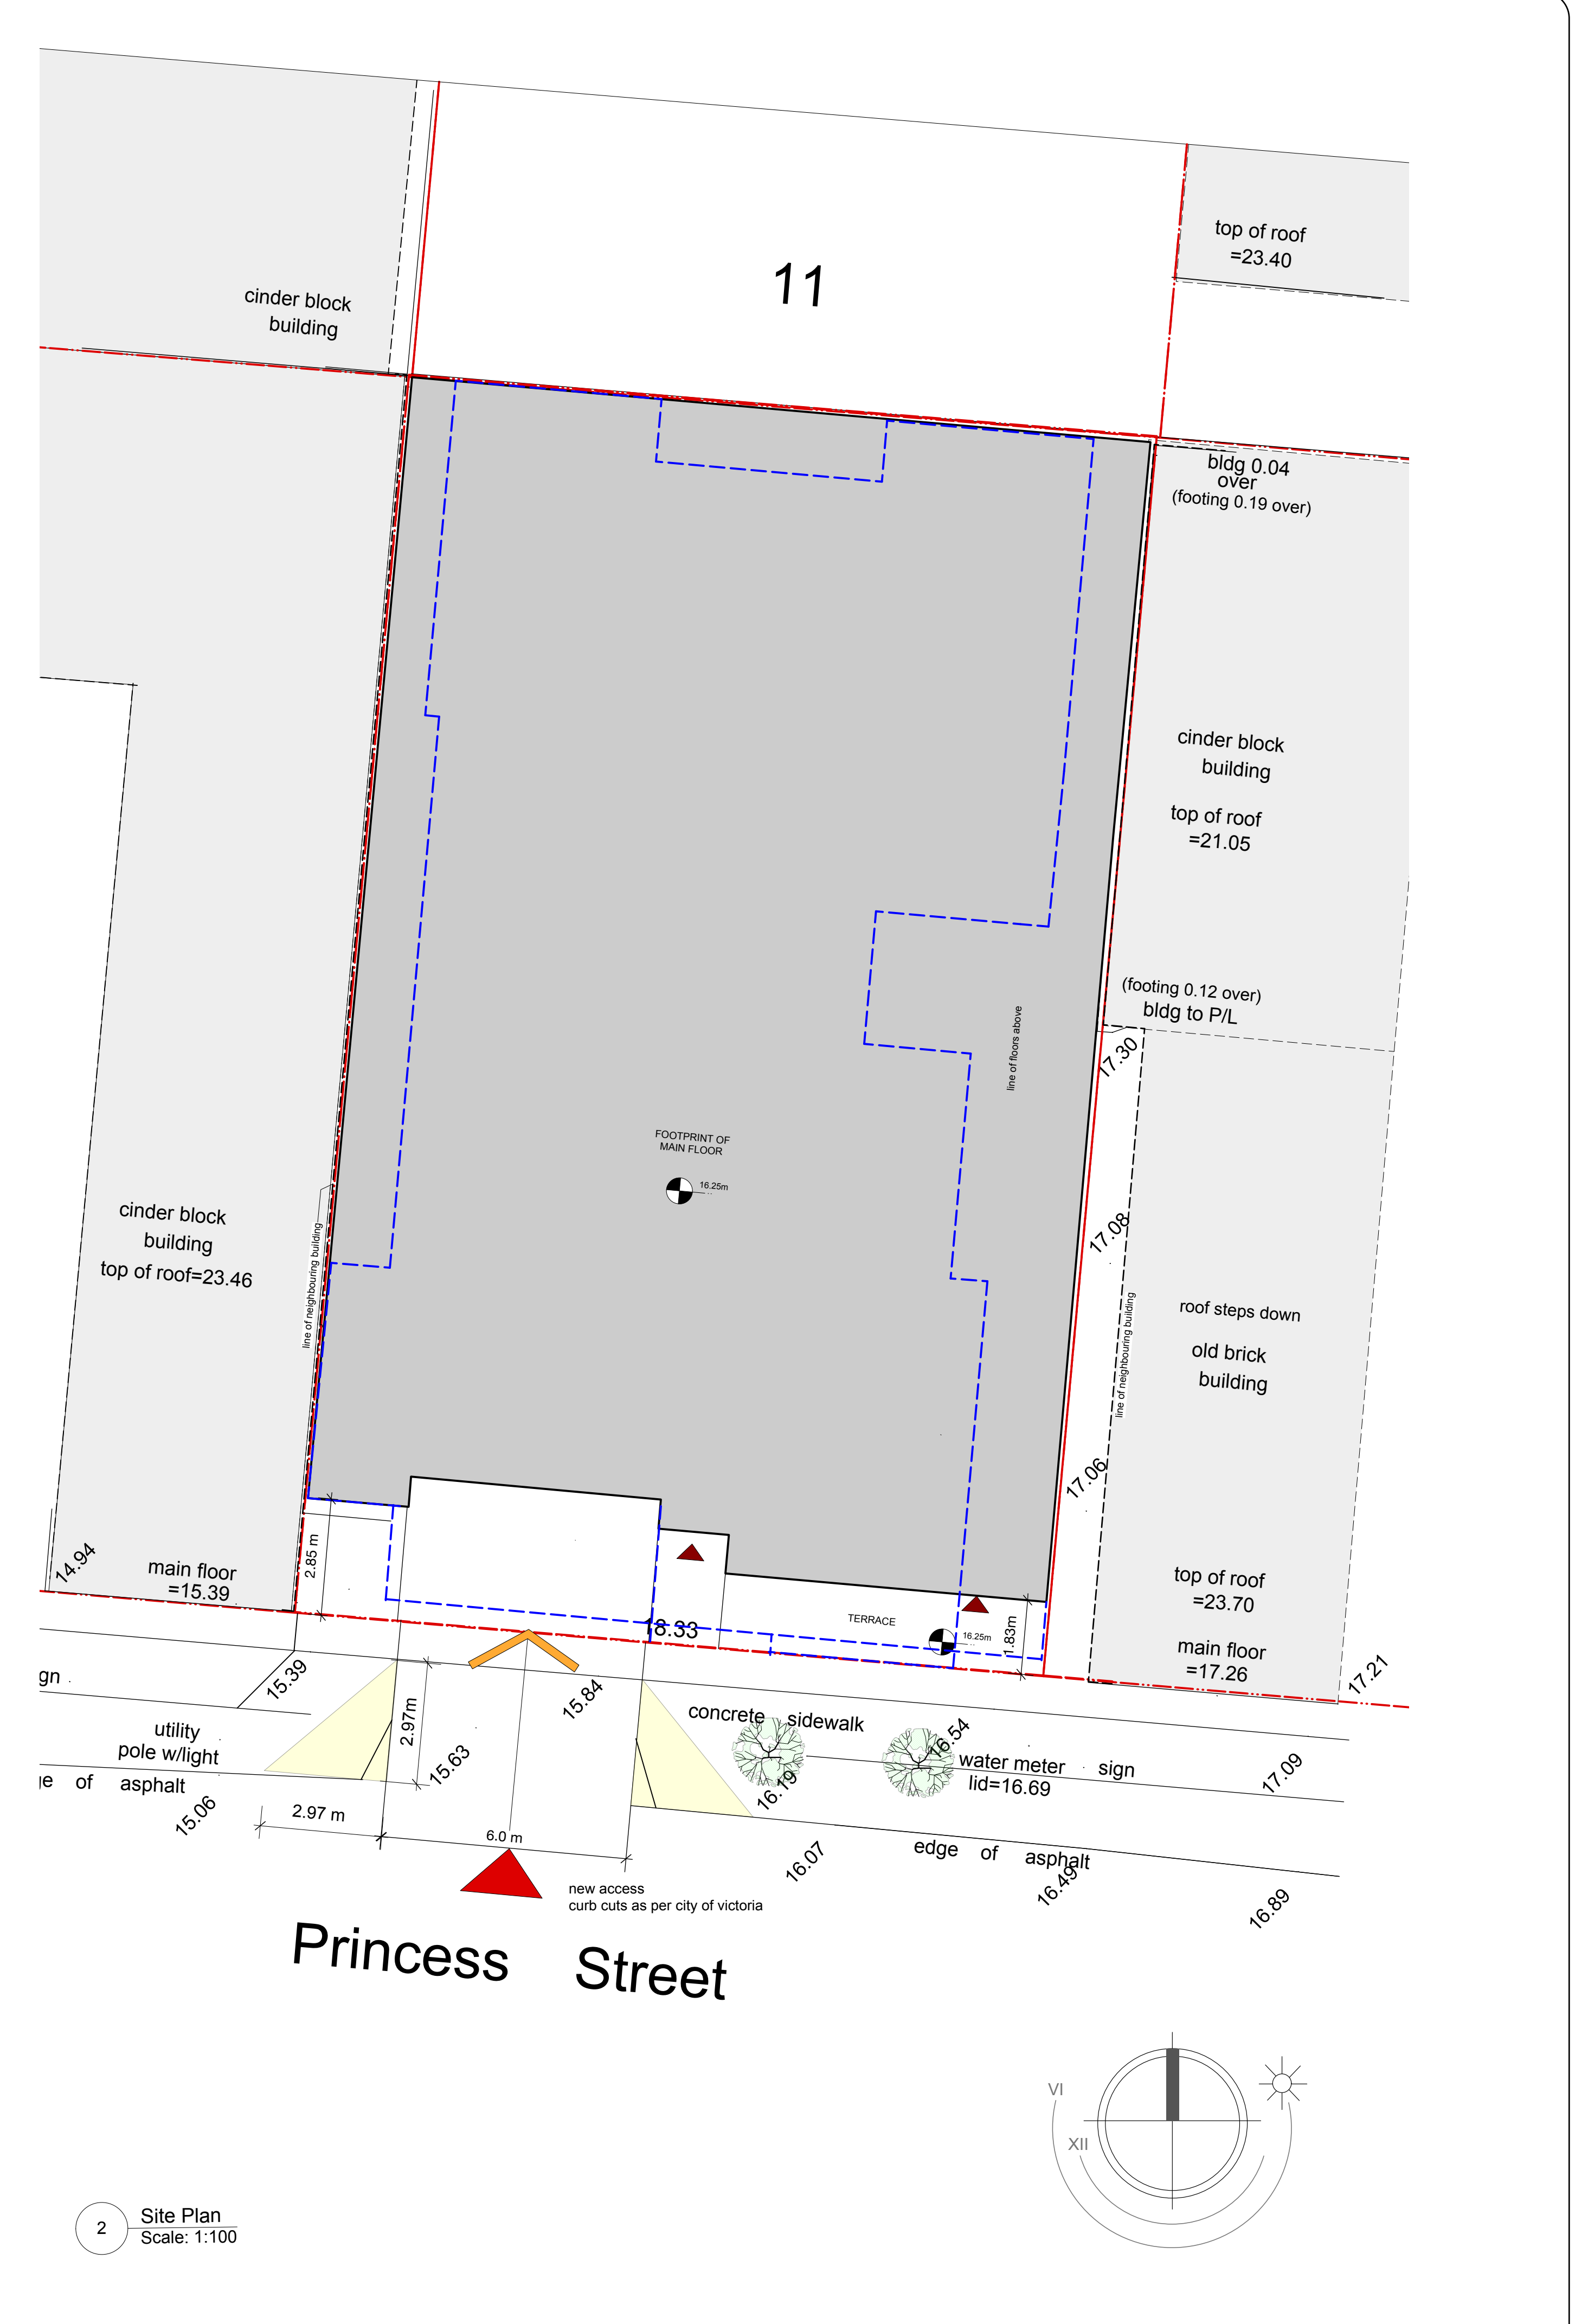 top of roof
=23.40
11
cinder block
building
bldg 0.04
over
(footing 0.19 over)
cinder block
building
top of roof
=21.05
(footing 0.12 over)
bldg to P/L
line of floors above
17.30
FOOTPRINT OF
MAIN FLOOR
16.25m
cinder block
building
top of roof=23.46
line of neighbouring building
17.08
line of neighbouring building
roof steps down
old brick
building
17.06
2.85 m
14.94
main floor
=15.39
top of roof
=23.70
main floor
=17.26
18.33
TERRACE
16.25m
1.83m
17.21
15.39
15.84
gn
utility
pole w/light
2.97m
15.63
concrete sidewalk
16.54
water meter sign
lid=16.69
17.09
ge of asphalt
15.06
2.97 m
6.0 m
16.19
16.07
edge of asphalt
16.49
16.89
new access
curb cuts as per city of victoria
Princess Street
VI
XII
2
Site Plan
Scale: 1:100